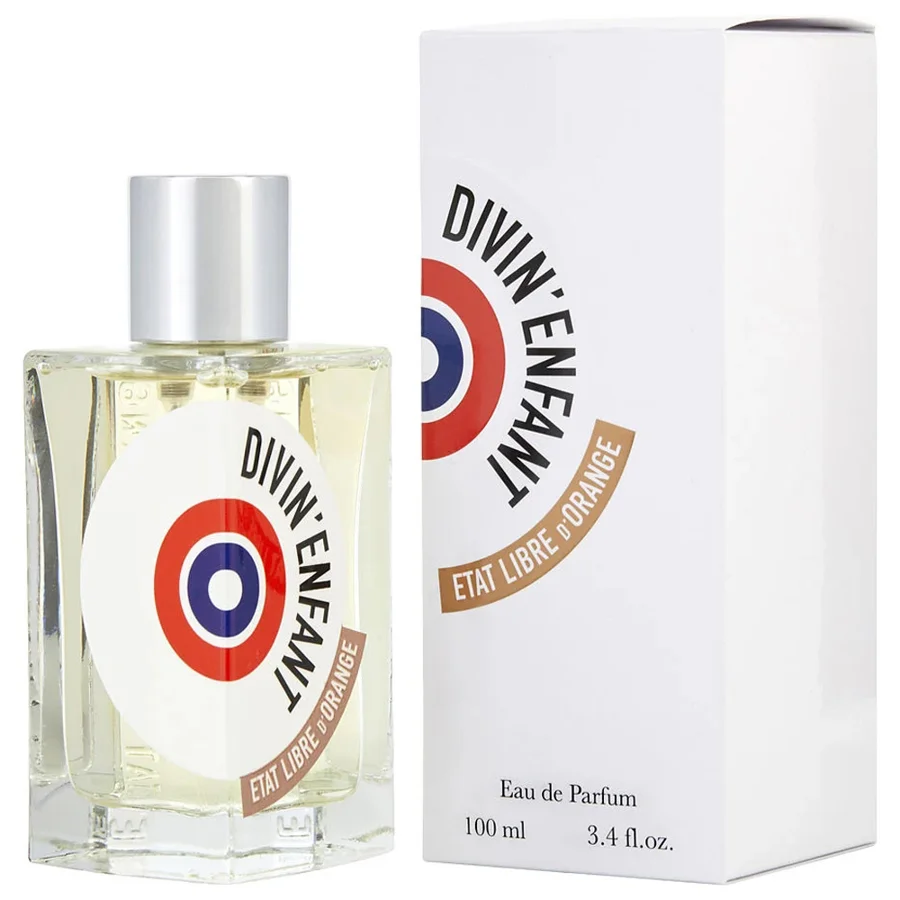 DIVIN' ENFANT
ETAT LIBRE D'ORANGE
DIVIN' ENFANT
ETAT LIBRE D'ORANGE
Eau de Parfum
100 ml 3.4 fl.oz.